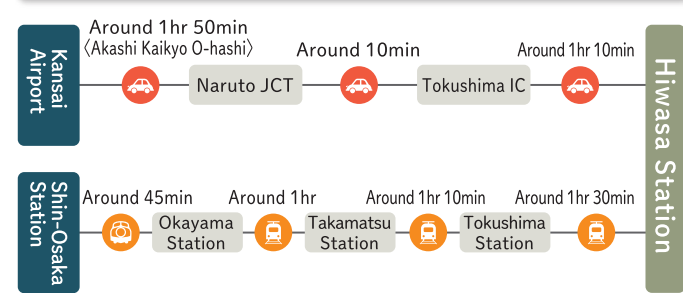 Kansai
Airport
Around 1hr 50min
〈Akashi Kaikyo O-hashi〉
Naruto JCT
Around 10min
Tokushima IC
Around 1hr 10min
Shin-Osaka
Station
Around 45min
Okayama
Station
Around 1hr
Takamatsu
Station
Around 1hr 10min
Tokushima
Station
Around 1hr 30min
Hiwasa Station